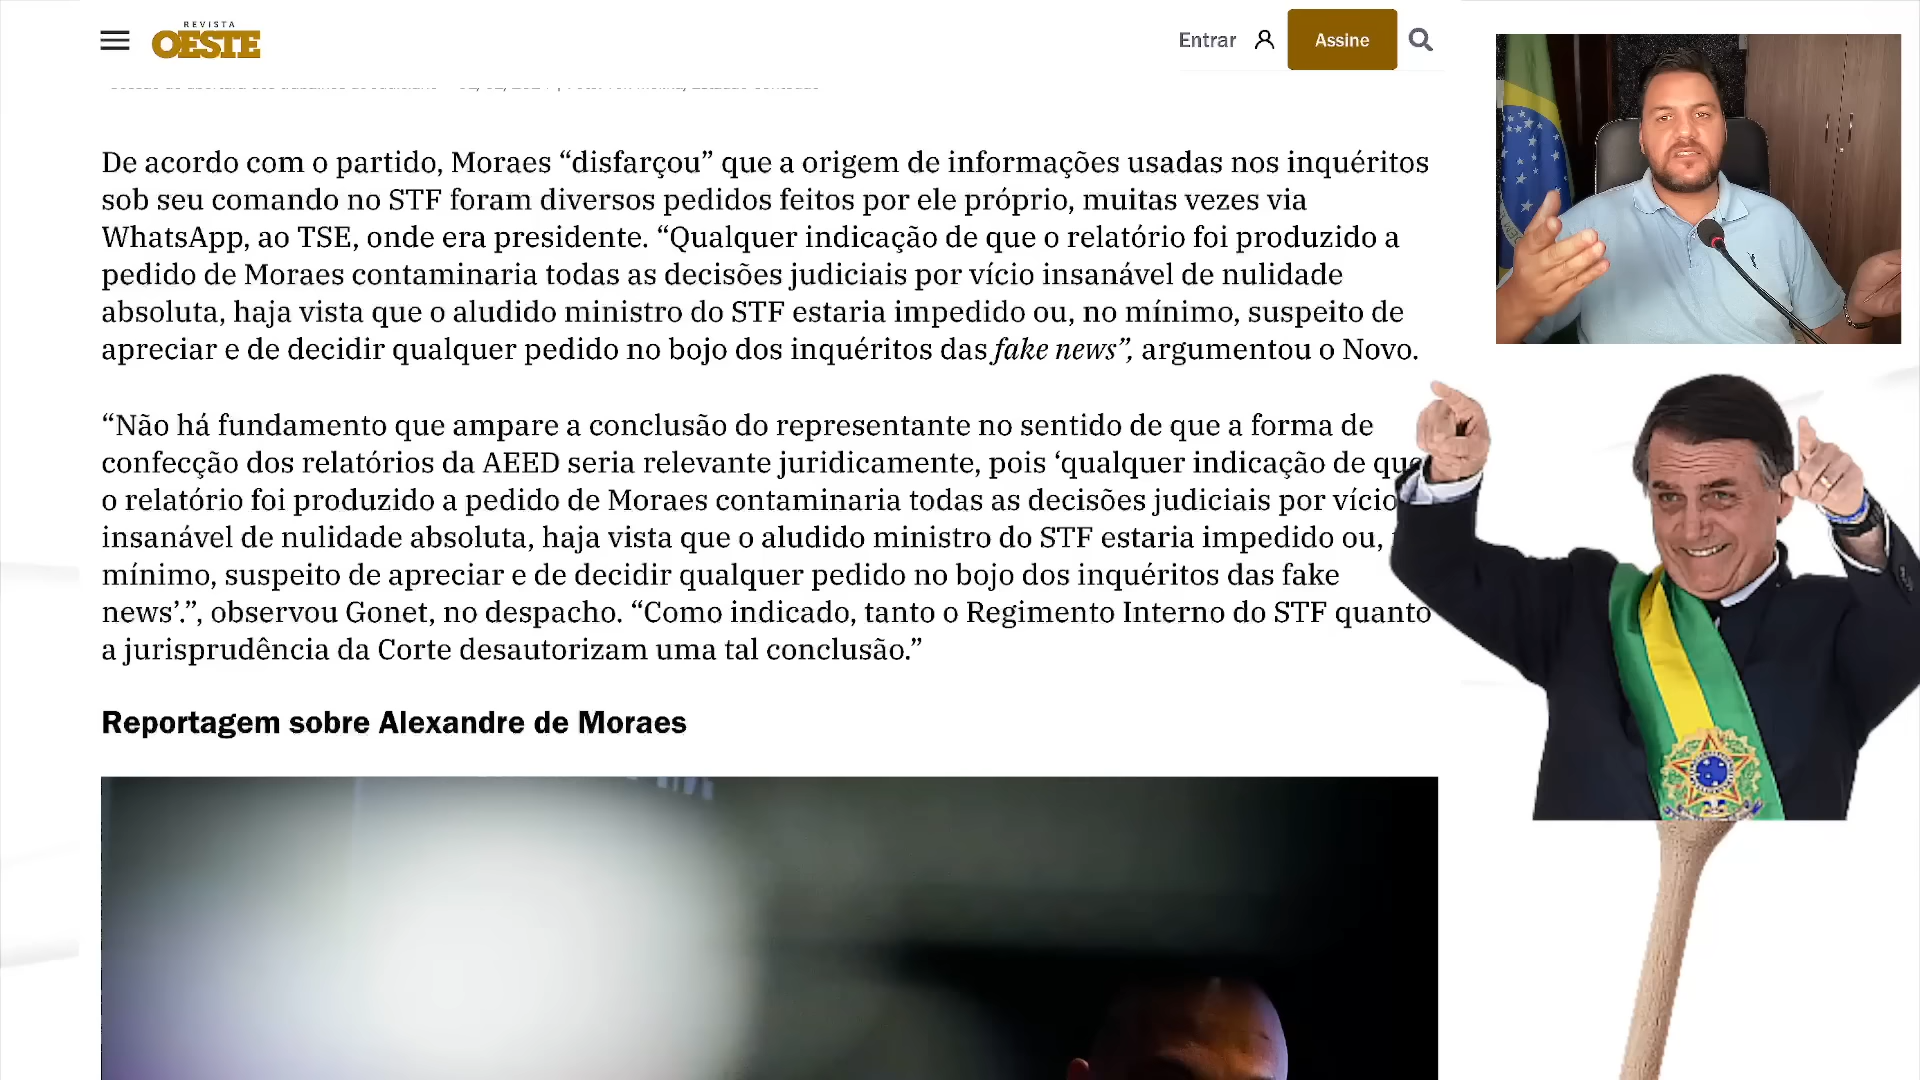 REVISTA
OESTE
Entrar
Assine
De acordo com o partido, Moraes “disfarçou” que a origem de informações usadas nos inquéritos
sob seu comando no STF foram diversos pedidos feitos por ele próprio, muitas vezes via
WhatsApp, ao TSE, onde era presidente. “Qualquer indicação de que o relatório foi produzido a
pedido de Moraes contaminaria todas as decisões judiciais por vício insanável de nulidade
absoluta, haja vista que o aludido ministro do STF estaria impedido ou, no mínimo, suspeito de
apreciar e de decidir qualquer pedido no bojo dos inquéritos das fake news”, argumentou o Novo.
“Não há fundamento que ampare a conclusão do representante no sentido de que a forma de
confecção dos relatórios da AEED seria relevante juridicamente, pois ‘qualquer indicação de que
o relatório foi produzido a pedido de Moraes contaminaria todas as decisões judiciais por vício
insanável de nulidade absoluta, haja vista que o aludido ministro do STF estaria impedido ou,
mínimo, suspeito de apreciar e de decidir qualquer pedido no bojo dos inquéritos das fake
news’.”, observou Gonet, no despacho. “Como indicado, tanto o Regimento Interno do STF quanto
a jurisprudência da Corte desautorizam uma tal conclusão.”
Reportagem sobre Alexandre de Moraes